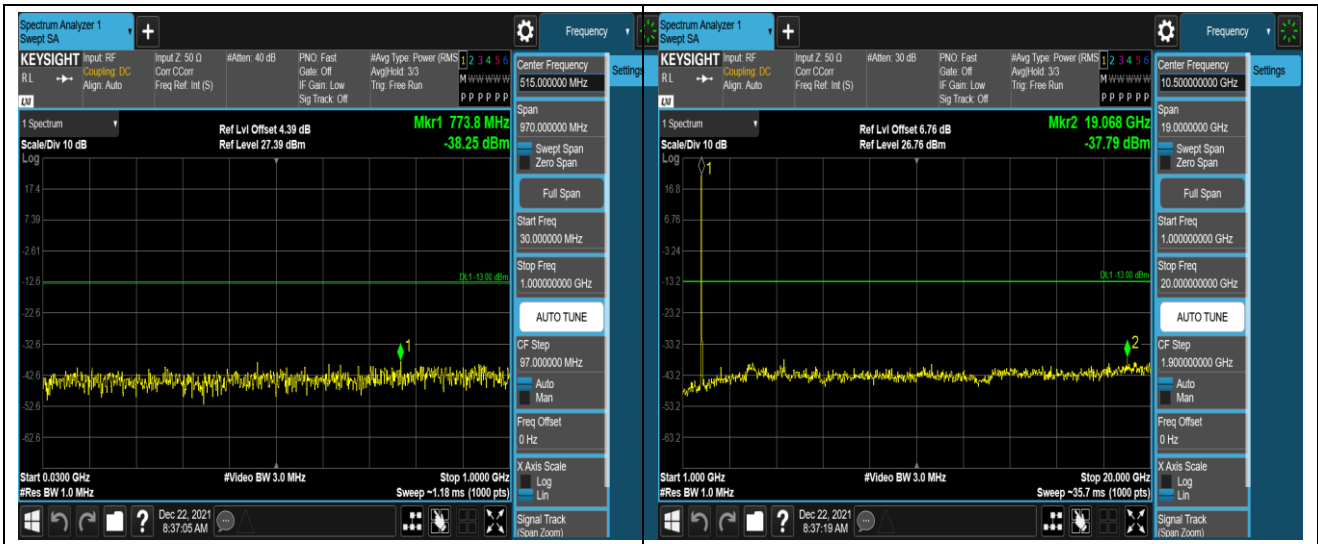 Spectrum Analyzer 1
Swept SA
Frequency
KEYSIGHT
Input: RF
Coupling: DC
Align: Auto
Input Z: 50 Ω
Corr CCorr
Freq Ref: Int (S)
#Atten: 40 dB
PNO: Fast
Gate: Off
IF Gain: Low
Sig Track: Off
#Avg Type: Power (RMS
Avg|Hold: 3/3
Trig: Free Run
1 2 3 4 5 6
M W W W W W
P P P P P P
R L
LXI
Center Frequency
515.000000 MHz
Settings
Span
970.000000 MHz
Swept Span
Zero Span
Full Span
Start Freq
30.000000 MHz
Stop Freq
1.000000000 GHz
AUTO TUNE
CF Step
97.000000 MHz
Auto
Man
Freq Offset
0 Hz
X Axis Scale
Log
Lin
Signal Track
(Span Zoom)
1 Spectrum
Scale/Div 10 dB
Log
Ref Lvl Offset 4.39 dB
Ref Level 27.39 dBm
Mkr1 773.8 MHz
-38.25 dBm
17.4
7.39
-2.61
-12.6
DL1 -13.00 dBm
-22.6
-32.6
1
-42.6
-52.6
-62.6
Start 0.0300 GHz
#Res BW 1.0 MHz
#Video BW 3.0 MHz
Stop 1.0000 GHz
Sweep ~1.18 ms (1000 pts)
?
Dec 22, 2021
8:37:05 AM
Spectrum Analyzer 1
Swept SA
Frequency
KEYSIGHT
Input: RF
Coupling: DC
Align: Auto
Input Z: 50 Ω
Corr CCorr
Freq Ref: Int (S)
#Atten: 30 dB
PNO: Fast
Gate: Off
IF Gain: Low
Sig Track: Off
#Avg Type: Power (RMS
Avg|Hold: 3/3
Trig: Free Run
1 2 3 4 5 6
M W W W W W
P P P P P P
R L
LXI
Center Frequency
10.50000000 GHz
Settings
Span
19.0000000 GHz
Swept Span
Zero Span
Full Span
Start Freq
1.000000000 GHz
Stop Freq
20.000000000 GHz
AUTO TUNE
CF Step
1.900000000 GHz
Auto
Man
Freq Offset
0 Hz
X Axis Scale
Log
Lin
Signal Track
(Span Zoom)
1 Spectrum
Scale/Div 10 dB
Log
Ref Lvl Offset 6.76 dB
Ref Level 26.76 dBm
Mkr2 19.068 GHz
-37.79 dBm
1
16.8
6.76
-3.24
-13.2
DL1 -13.00 dBm
-23.2
-33.2
2
-43.2
-53.2
-63.2
Start 1.000 GHz
#Res BW 1.0 MHz
#Video BW 3.0 MHz
Stop 20.000 GHz
Sweep ~35.7 ms (1000 pts)
?
Dec 22, 2021
8:37:19 AM